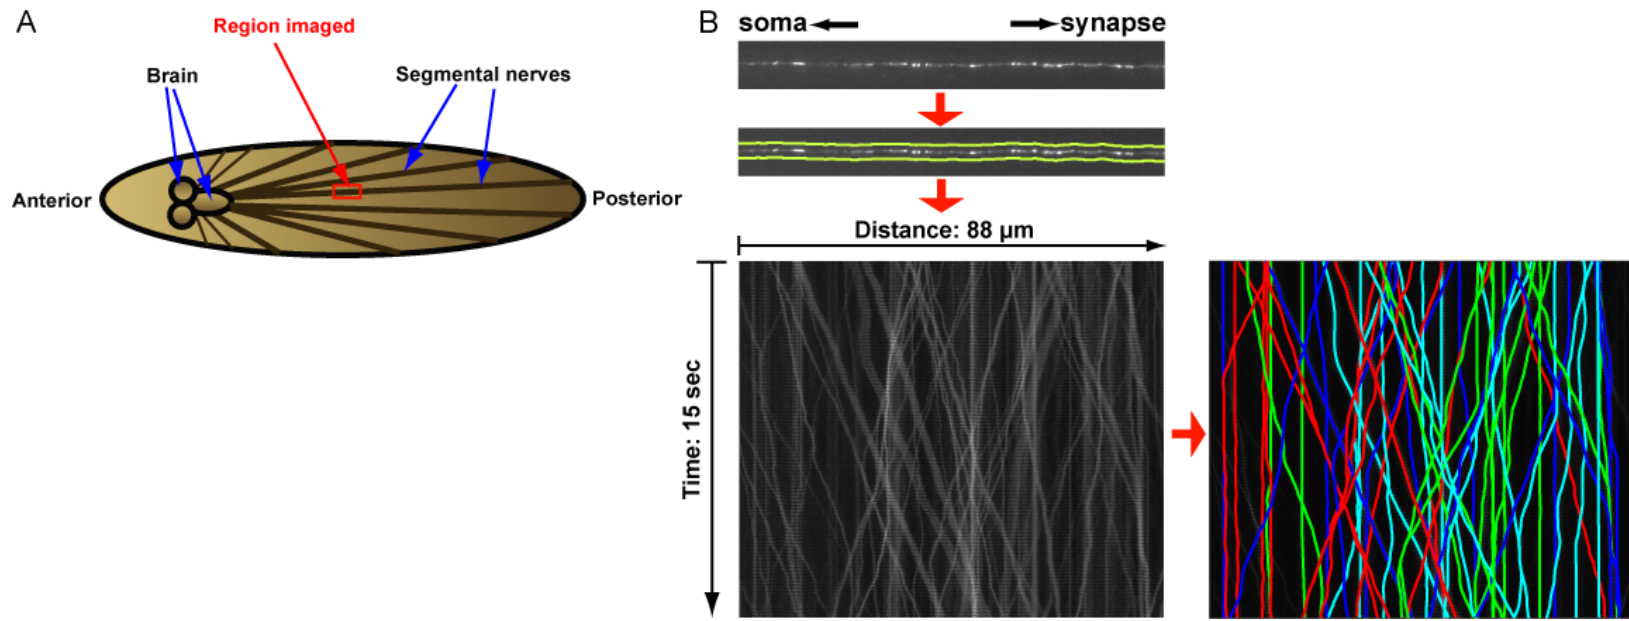 A
Region imaged
Brain
Segmental nerves
Anterior
Posterior
B
soma
synapse
Distance: 88 µm
Time: 15 sec